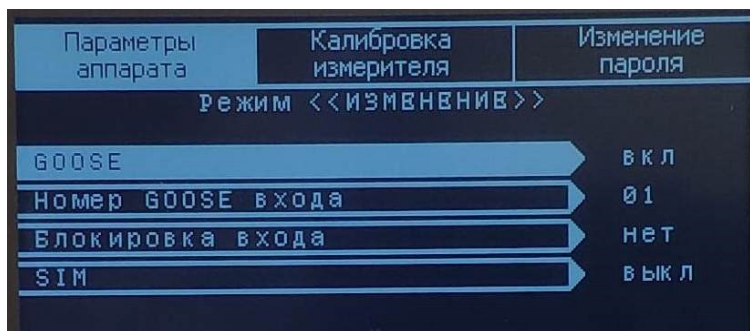 Параметры аппарата
Калибровка измерителя
Изменение пароля
Режим <<ИЗМЕНЕНИЕ>>
GOOSE вкл
Номер GOOSE входа 01
Блокировка входа нет
SIM выкл